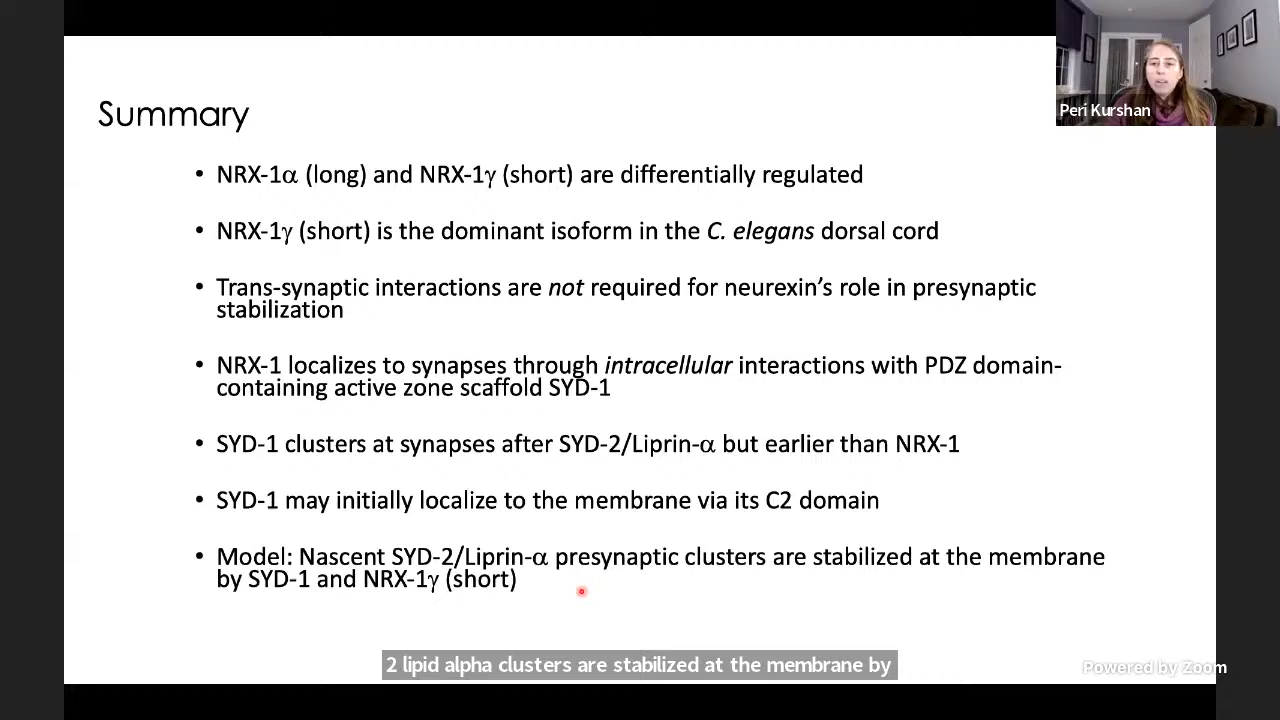 Peri Kurshan
Summary
• NRX-1α (long) and NRX-1γ (short) are differentially regulated
• NRX-1γ (short) is the dominant isoform in the C. elegans dorsal cord
• Trans-synaptic interactions are not required for neurexin's role in presynaptic
stabilization
• NRX-1 localizes to synapses through intracellular interactions with PDZ domain-
containing active zone scaffold SYD-1
• SYD-1 clusters at synapses after SYD-2/Liprin-α but earlier than NRX-1
• SYD-1 may initially localize to the membrane via its C2 domain
• Model: Nascent SYD-2/Liprin-α presynaptic clusters are stabilized at the membrane
by SYD-1 and NRX-1γ (short)
2 lipid alpha clusters are stabilized at the membrane by
Powered by Zoom